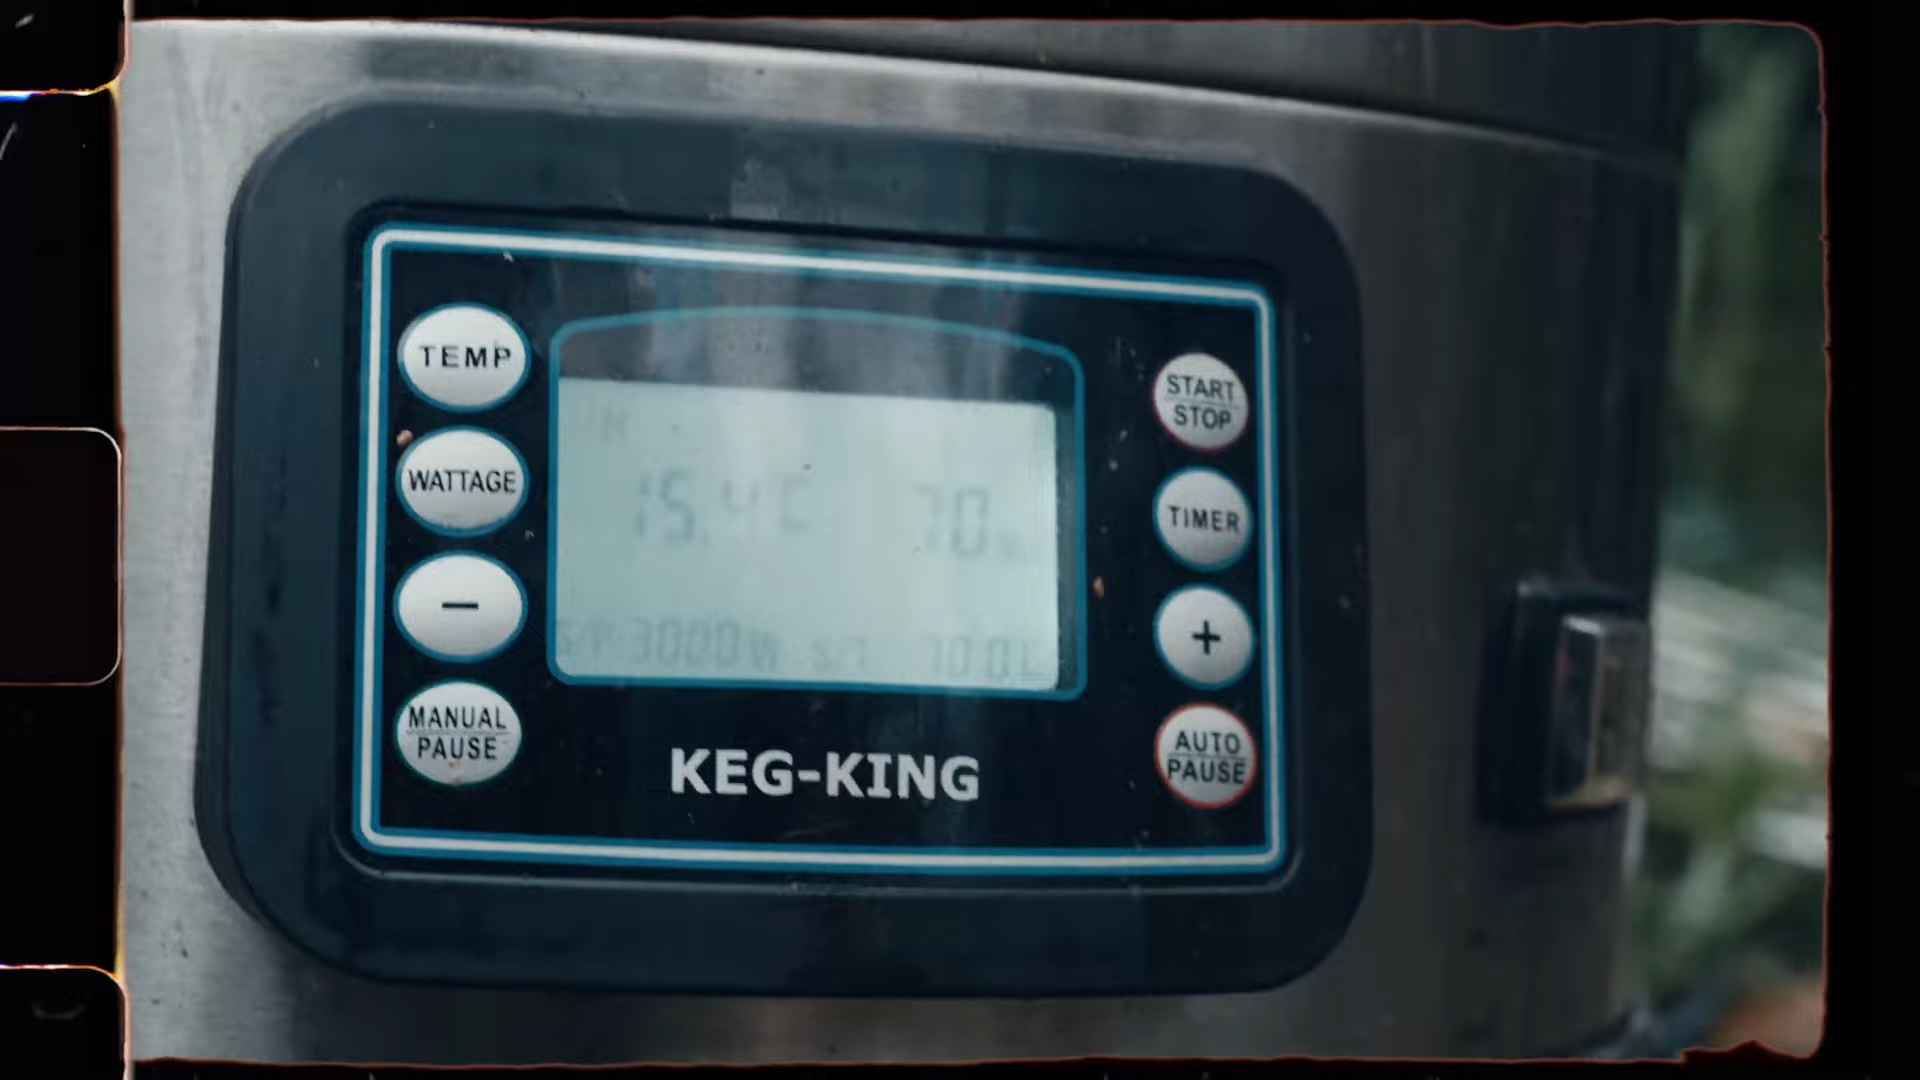 TEMP
WATTAGE
−
MANUAL
PAUSE
15.4C 70
3000W 70.0C
START
STOP
TIMER
+
AUTO
PAUSE
KEG-KING